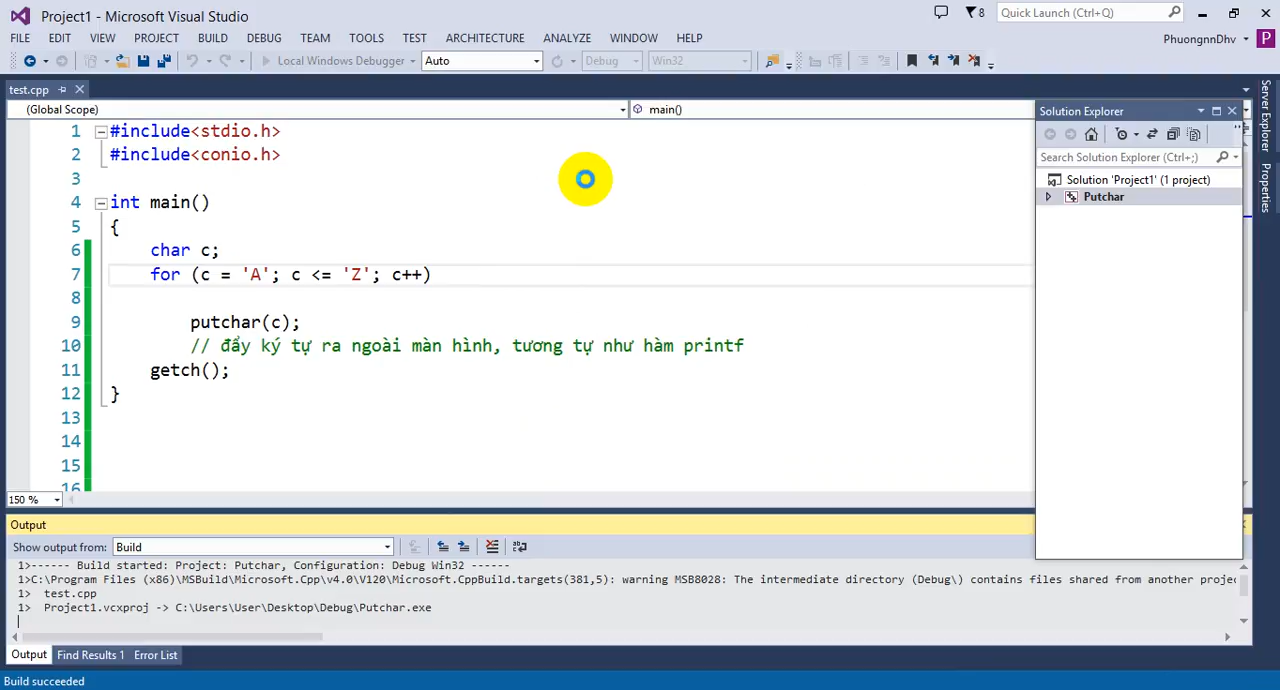 Project1 - Microsoft Visual Studio
8
Quick Launch (Ctrl+Q)
FILE EDIT VIEW PROJECT BUILD DEBUG TEAM TOOLS TEST ARCHITECTURE ANALYZE WINDOW HELP
PhuongnnDhv P
Local Windows Debugger Auto Debug Win32
test.cpp
(Global Scope) main()
1 #include<stdio.h>
2 #include<conio.h>
3
4 int main()
5 {
6 char c;
7 for (c = 'A'; c <= 'Z'; c++)
8
9 putchar(c);
10 // đẩy ký tự ra ngoài màn hình, tương tự như hàm printf
11 getch();
12 }
13
14
15
16
150 %
Solution Explorer
Search Solution Explorer (Ctrl+;)
Solution 'Project1' (1 project)
Putchar
Server Explorer
Properties
Output
Show output from: Build
1>------ Build started: Project: Putchar, Configuration: Debug Win32 ------
1>C:\Program Files (x86)\MSBuild\Microsoft.Cpp\v4.0\V120\Microsoft.CppBuild.targets(381,5): warning MSB8028: The intermediate directory (Debug\) contains files shared from another proje
1> test.cpp
1> Project1.vcxproj -> C:\Users\User\Desktop\Debug\Putchar.exe
Output Find Results 1 Error List
Build succeeded